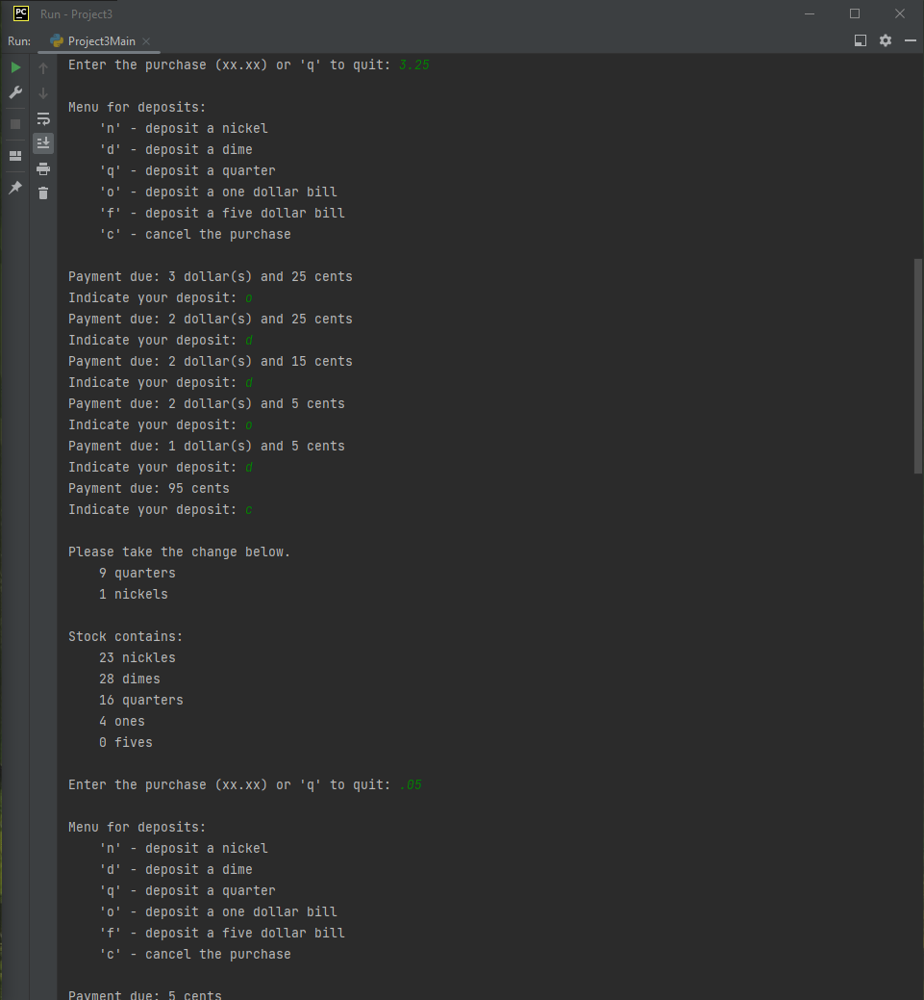 PC Run - Project3
Run: Project3Main
Enter the purchase (xx.xx) or 'q' to quit: 3.25
Menu for deposits:
'n' - deposit a nickel
'd' - deposit a dime
'q' - deposit a quarter
'o' - deposit a one dollar bill
'f' - deposit a five dollar bill
'c' - cancel the purchase
Payment due: 3 dollar(s) and 25 cents
Indicate your deposit: o
Payment due: 2 dollar(s) and 25 cents
Indicate your deposit: d
Payment due: 2 dollar(s) and 15 cents
Indicate your deposit: d
Payment due: 2 dollar(s) and 5 cents
Indicate your deposit: o
Payment due: 1 dollar(s) and 5 cents
Indicate your deposit: d
Payment due: 95 cents
Indicate your deposit: c
Please take the change below.
9 quarters
1 nickels
Stock contains:
23 nickles
28 dimes
16 quarters
4 ones
0 fives
Enter the purchase (xx.xx) or 'q' to quit: .05
Menu for deposits:
'n' - deposit a nickel
'd' - deposit a dime
'q' - deposit a quarter
'o' - deposit a one dollar bill
'f' - deposit a five dollar bill
'c' - cancel the purchase
Payment due: 5 cents